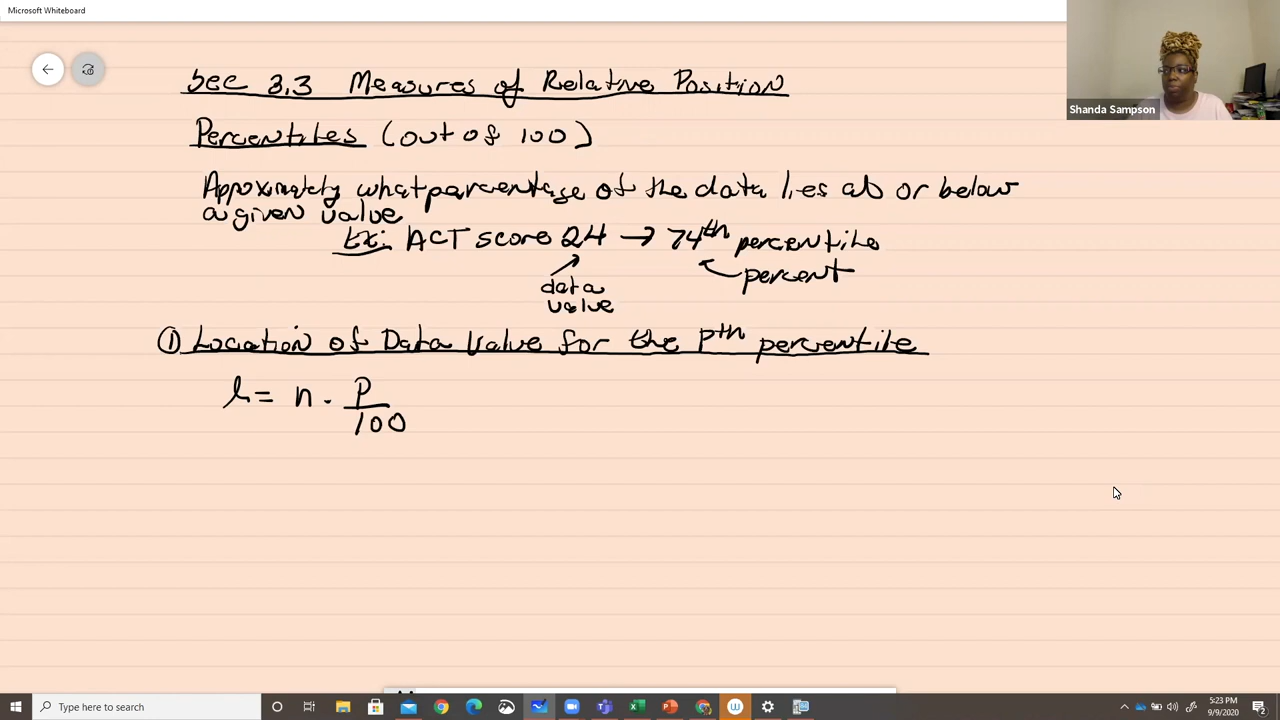 Microsoft Whiteboard
Shanda Sampson
Sec 3.3 Measures of Relative Position
Percentiles (out of 100)
Approximately what percentage of the data lies at or below
a given value
Ex: ACT score 24 → 74th percentile
percent
data
value
① Location of Data Value for the Pth percentile
l = n · P
100
Type here to search
5:23 PM
9/9/2020